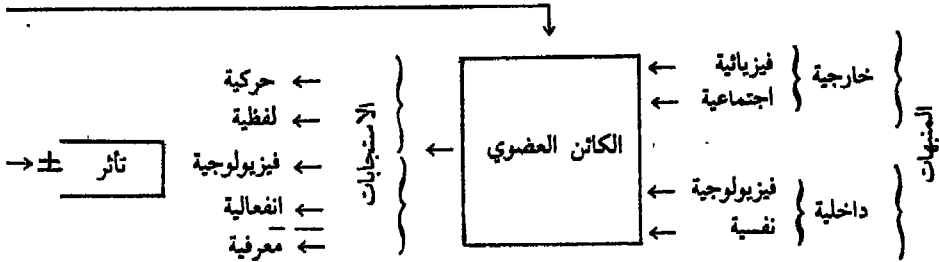 المنبهات
خارجية
فيزيائية
اجتماعية
داخلية
فيزيولوجية
نفسية
الكائن العضوي
الاستجابات
حركية
لفظية
فيزيولوجية
انفعالية
معرفية
تأثر
±